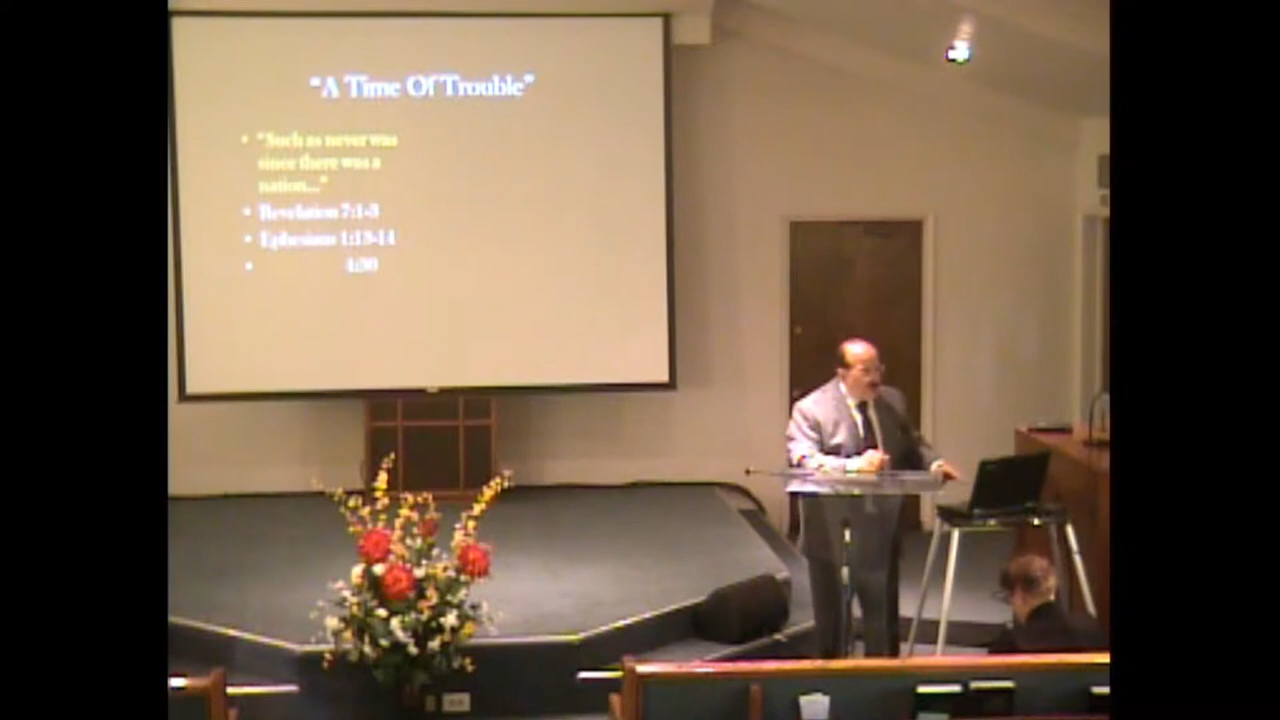 “A Time Of Trouble”
• “Such as never was
since there was a
nation...”
• Revelation 7:1-3
• Ephesians 1:13-14
• 4:30